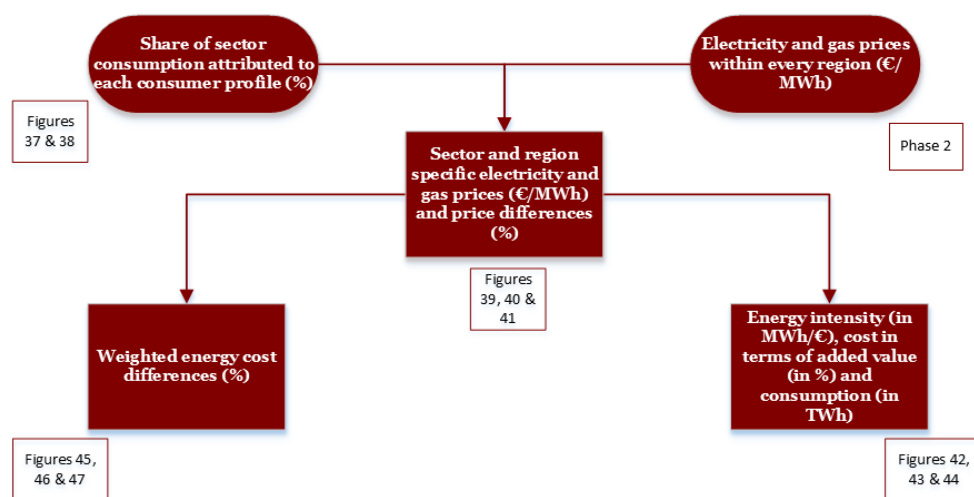 Share of sector
consumption attributed to
each consumer profile (%)
Electricity and gas prices
within every region (€/
MWh)
Figures
37 & 38
Phase 2
Sector and region
specific electricity and
gas prices (€/MWh)
and price differences
(%)
Figures
39, 40 &
41
Weighted energy cost
differences (%)
Energy intensity (in
MWh/€), cost in
terms of added value
(in %) and
consumption (in
TWh)
Figures 45,
46 & 47
Figures 42,
43 & 44